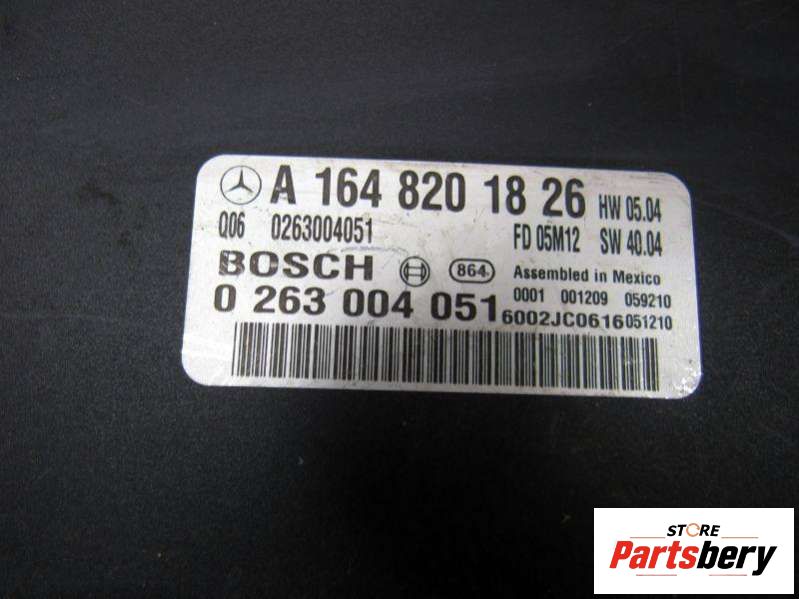 A 164 820 18 26 HW 05.04
Q06 0263004051 FD 05M12 SW 40.04
BOSCH 864 Assembled in Mexico
0 263 004 051 0001 001209 059210
6002JC0616051210
STORE
Partsbery